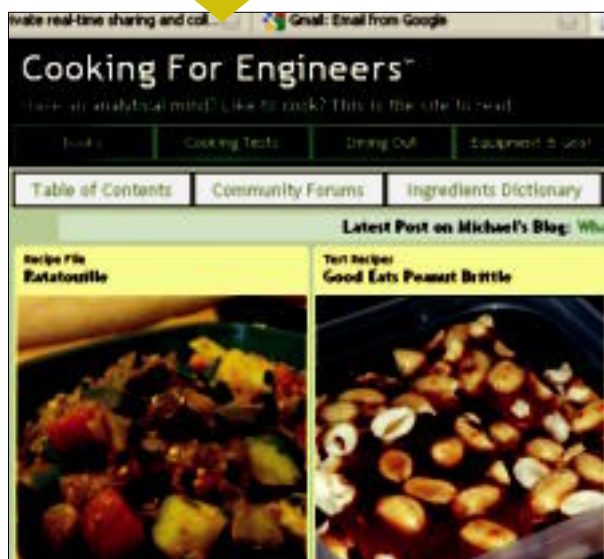 ivate real-time sharing and coll... Gmail: Email from Google
Cooking For Engineers™
Have an analytical mind? Like to cook? This is the site to read
Cooking Tests Dining Out Equipment & Gear
Table of Contents Community Forums Ingredients Dictionary
Latest Post on Michael's Blog: Wha
Recipe File Test Recipes
Ratatouille Good Eats Peanut Brittle